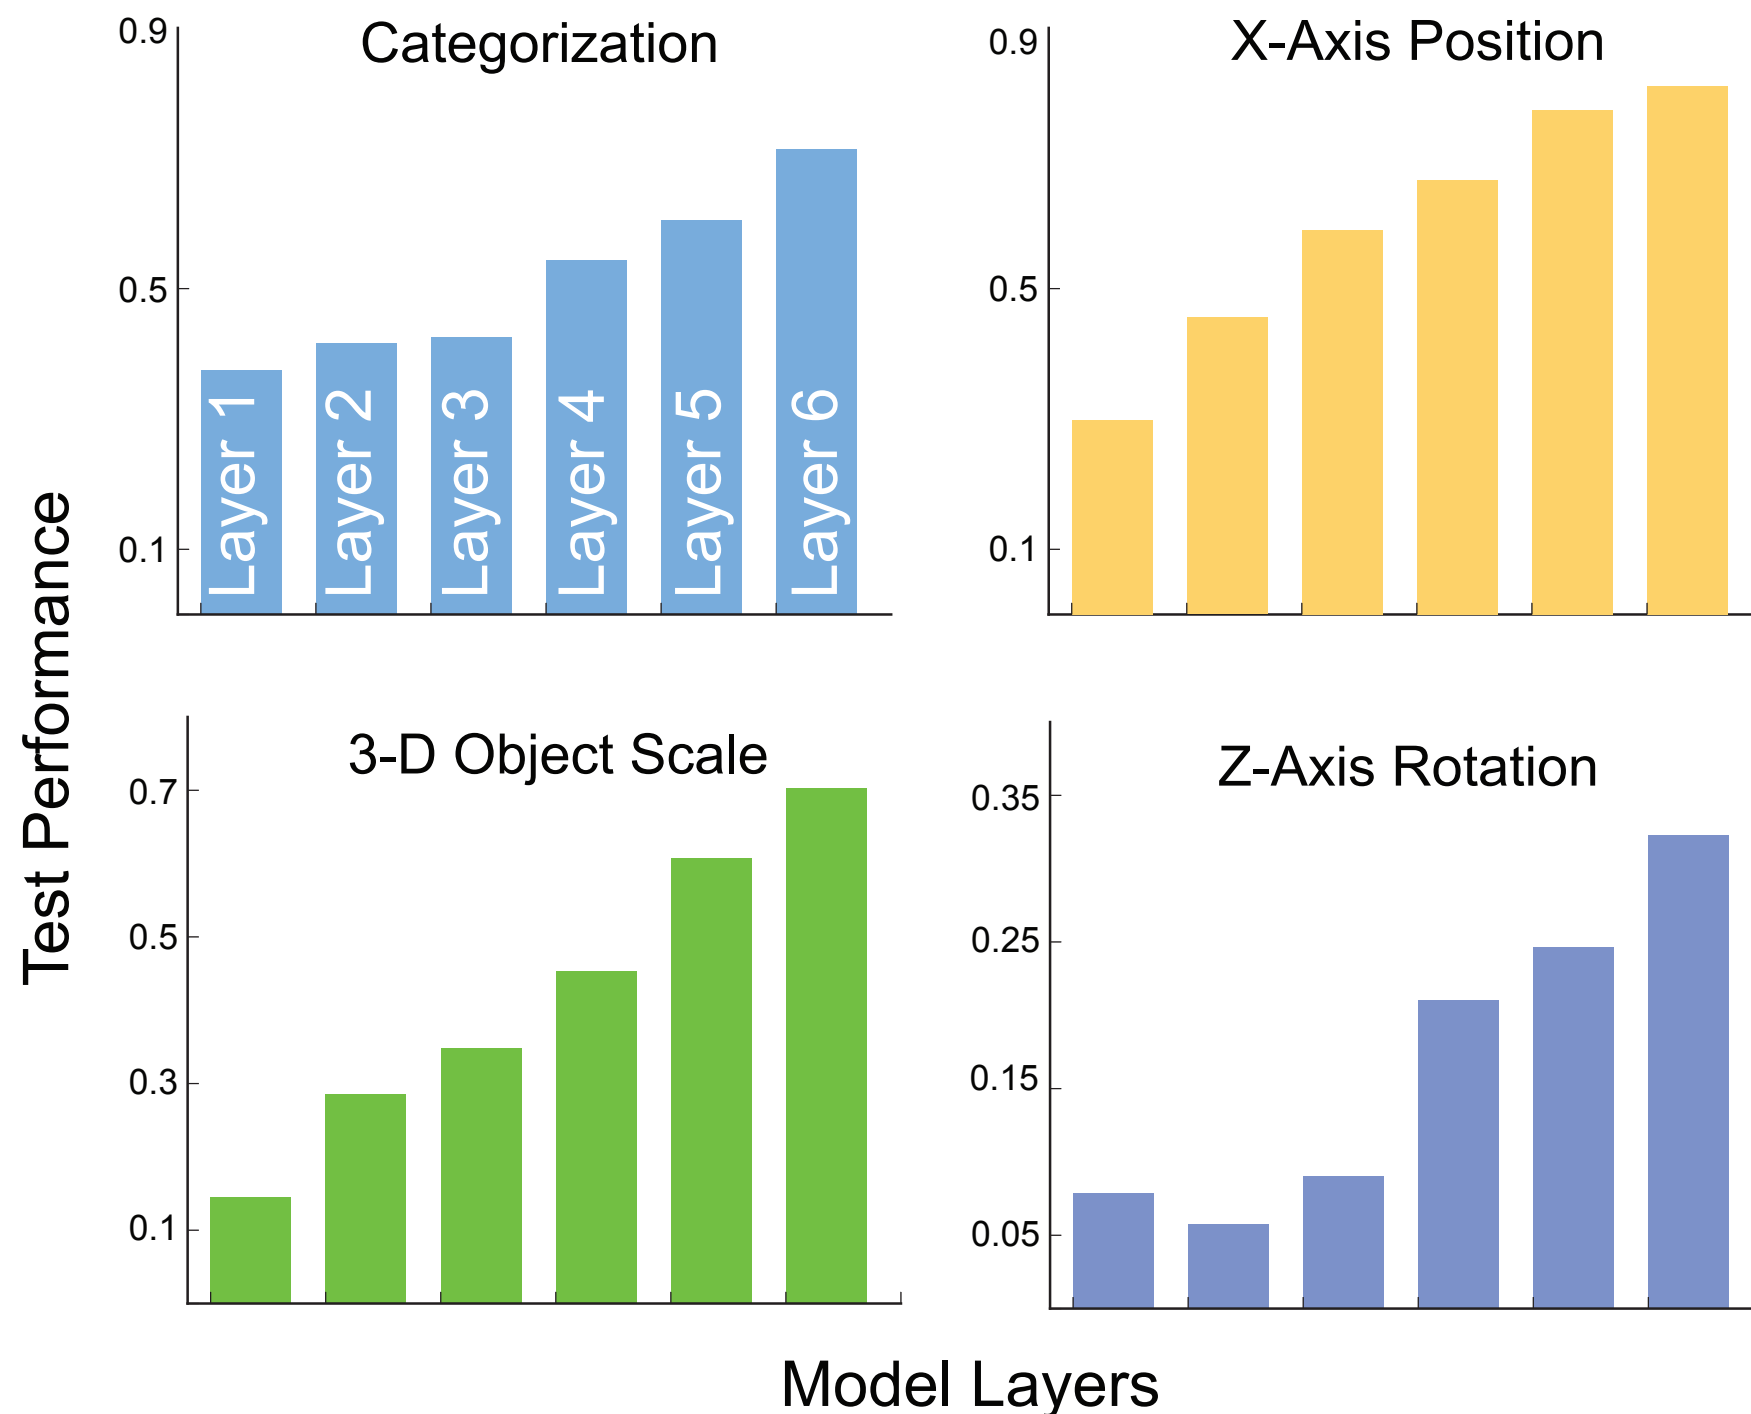 Categorization
0.9
0.5
0.1
Layer 1
Layer 2
Layer 3
Layer 4
Layer 5
Layer 6
X-Axis Position
0.9
0.5
0.1
Test Performance
3-D Object Scale
0.7
0.5
0.3
0.1
Z-Axis Rotation
0.35
0.25
0.15
0.05
Model Layers